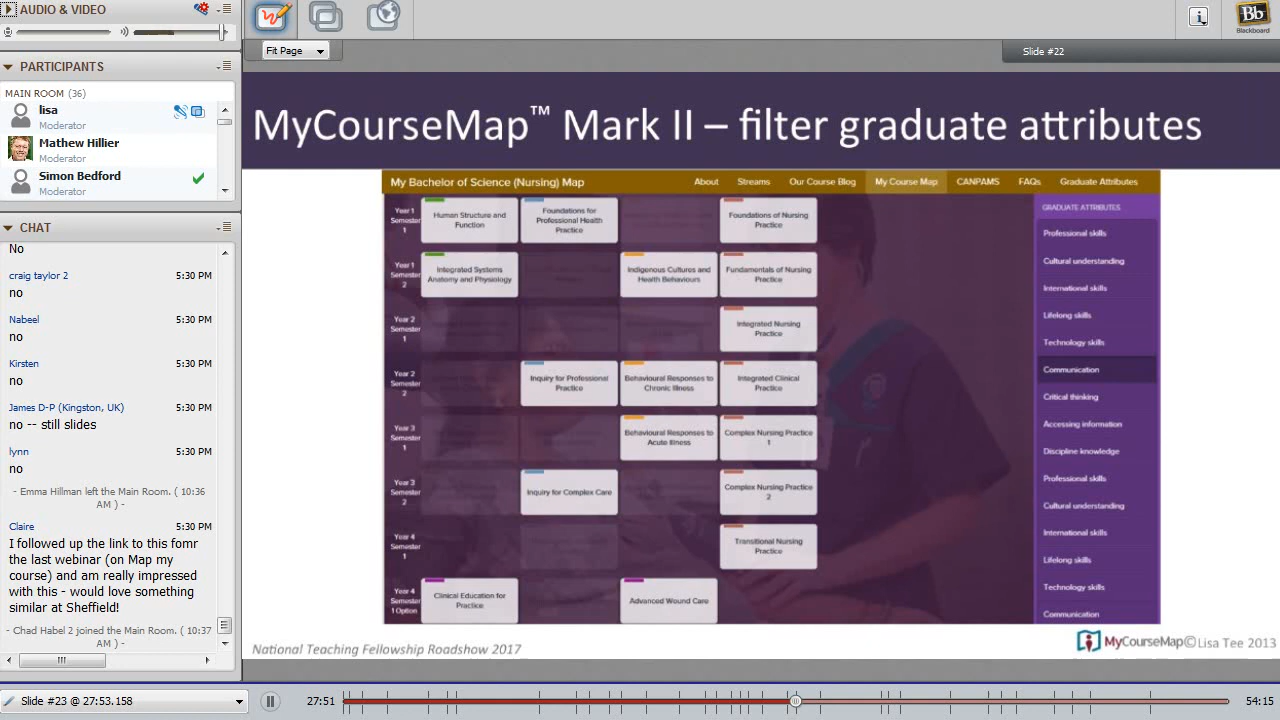 AUDIO & VIDEO
PARTICIPANTS
MAIN ROOM (36)
lisa
Moderator
Mathew Hillier
Moderator
Simon Bedford
Moderator
No
craig taylor 2 5:30 PM
no
Nabeel 5:30 PM
no
Kirsten 5:30 PM
no
James D-P (Kingston, UK) 5:30 PM
not small slides
lynn 5:30 PM
no
- Emma Hillman left the Main Room. ( 10:36
AM ) -
Claire 5:30 PM
I viewed up the link to this form
the last webinar (on Map my
course) and am really impressed
with this - would love something
similar at Sheffield!
- Chad Habel 2 joined the Main Room. ( 10:37
AM ) -
Slide #23 @ 27:53.158
Fit Page
Slide #22
Bb
Blackboard
MyCourseMap™ Mark II – filter graduate attributes
My Bachelor of Science (Nursing) Map About Streams Our Course Blog My Course Map CANPAMS FAQs Graduate Attributes
Year 1
Semester
1
Human Structure and
Function
Foundations for
Professional Health
Practice
Foundations of Nursing
Practice
Year 1
Semester
2
Integrated Systems
Anatomy and Physiology
Indigenous Cultures and
Health Behaviours
Fundamentals of Nursing
Practice
Year 2
Semester
1
Integrated Nursing
Practice
Year 2
Semester
2
Inquiry for Professional
Practice
Behavioural Responses to
Chronic Illness
Integrated Clinical
Practice
Year 3
Semester
1
Behavioural Responses to
Acute Illness
Complex Nursing Practice
1
Year 3
Semester
2
Inquiry for Complex Care
Complex Nursing Practice
2
Year 4
Semester
1
Transitional Nursing
Practice
Year 4
Semester
1 Option
Clinical Education for
Practice
Advanced Wound Care
GRADUATE ATTRIBUTES
Professional skills
Cultural understanding
International skills
Lifelong skills
Technology skills
Communication
Critical thinking
Accessing information
Discipline knowledge
Professional skills
Cultural understanding
International skills
Lifelong skills
Technology skills
Communication
National Teaching Fellowship Roadshow 2017
MyCourseMap©Lisa Tee 2013
27:51
54:15